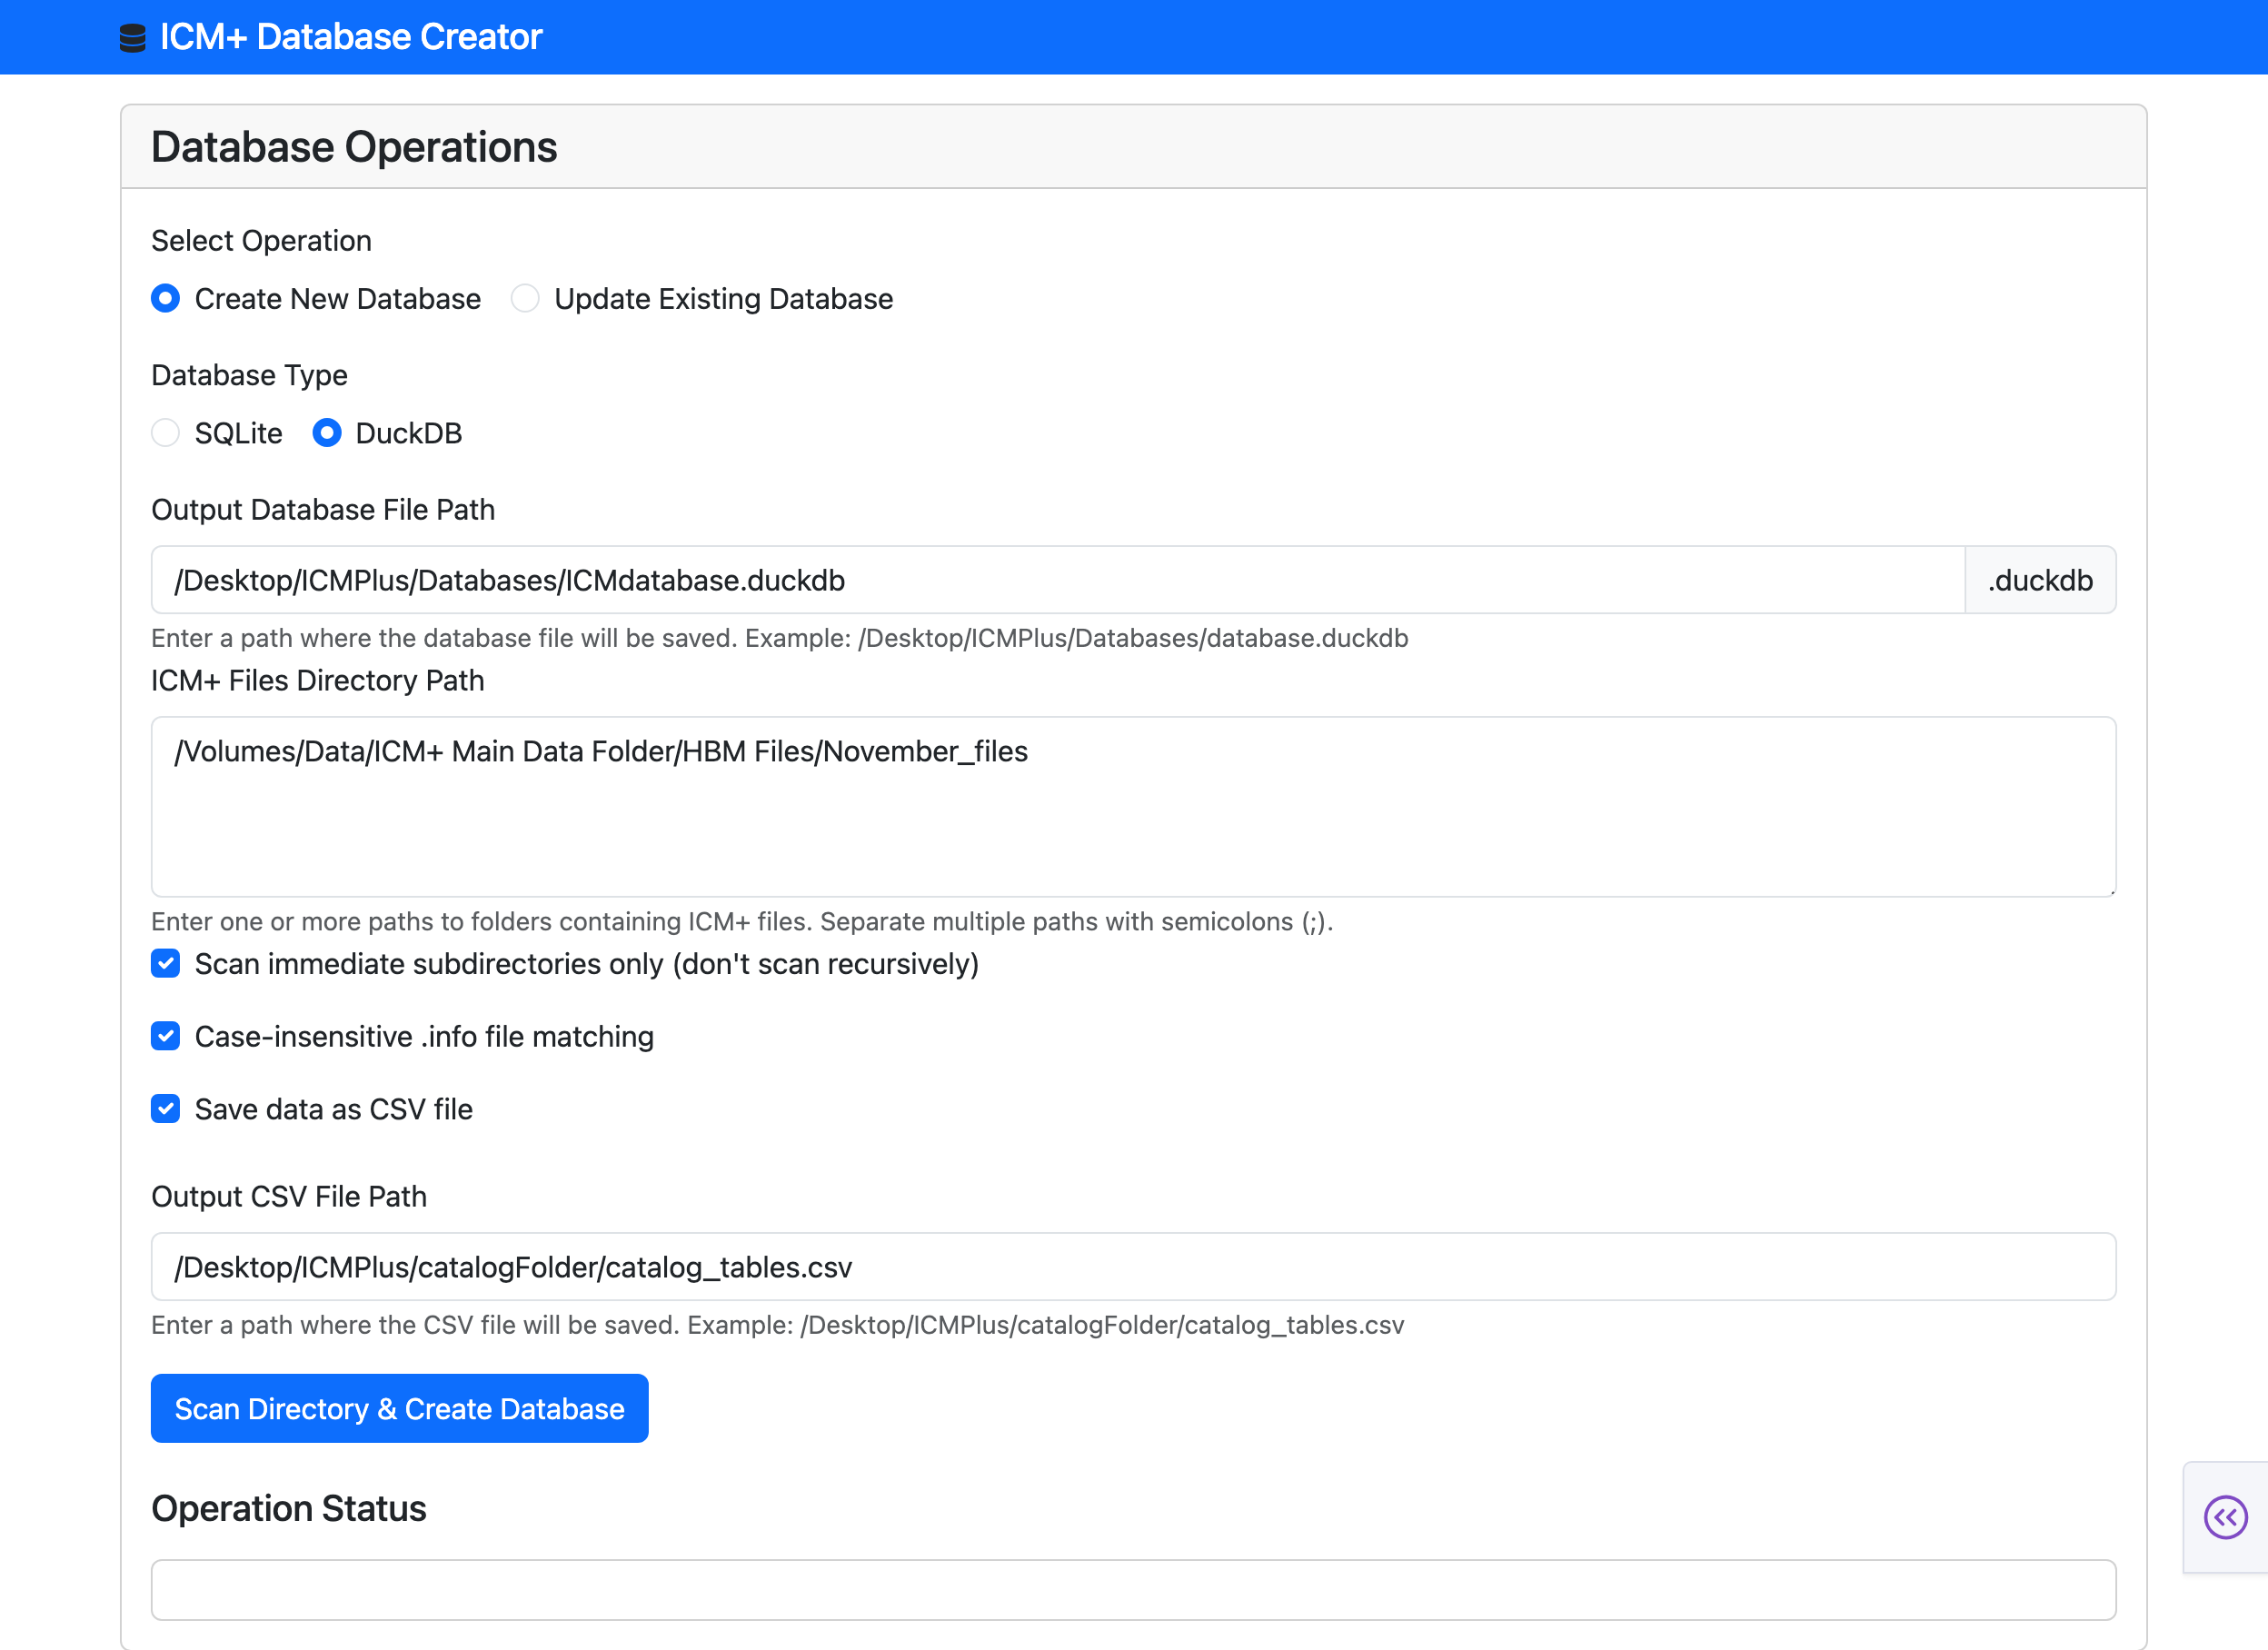 ICM+ Database Creator
Database Operations
Select Operation
Create New Database Update Existing Database
Database Type
SQLite DuckDB
Output Database File Path
/Desktop/ICMPlus/Databases/ICMdatabase.duckdb .duckdb
Enter a path where the database file will be saved. Example: /Desktop/ICMPlus/Databases/database.duckdb
ICM+ Files Directory Path
/Volumes/Data/ICM+ Main Data Folder/HBM Files/November_files
Enter one or more paths to folders containing ICM+ files. Separate multiple paths with semicolons (;).
Scan immediate subdirectories only (don't scan recursively)
Case-insensitive .info file matching
Save data as CSV file
Output CSV File Path
/Desktop/ICMPlus/catalogFolder/catalog_tables.csv
Enter a path where the CSV file will be saved. Example: /Desktop/ICMPlus/catalogFolder/catalog_tables.csv
Scan Directory & Create Database
Operation Status